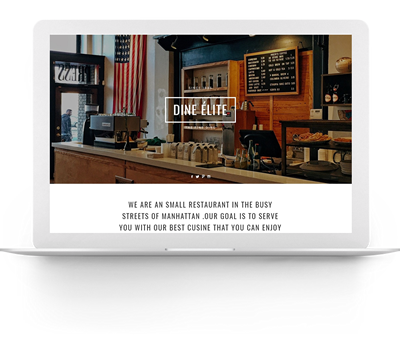 DINE ÉLITE
WE ARE AN SMALL RESTAURANT IN THE BUSY
STREETS OF MANHATTAN .OUR GOAL IS TO SERVE
YOU WITH OUR BEST CUSINE THAT YOU CAN ENJOY